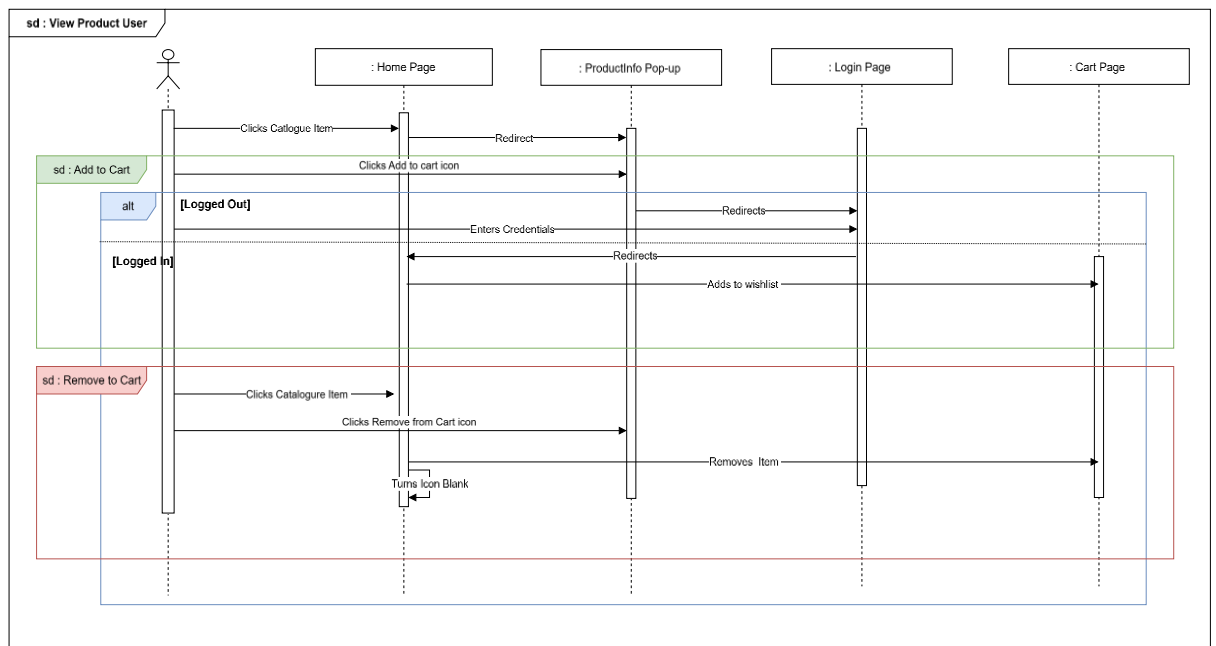 sd : View Product User
: Home Page
: ProductInfo Pop-up
: Login Page
: Cart Page
Clicks Catlogue Item
Redirect
sd : Add to Cart
Clicks Add to cart icon
alt
[Logged Out]
Redirects
Enters Credentials
[Logged In]
Redirects
Adds to wishlist
sd : Remove to Cart
Clicks Catalogure Item
Clicks Remove from Cart icon
Removes Item
Turns Icon Blank